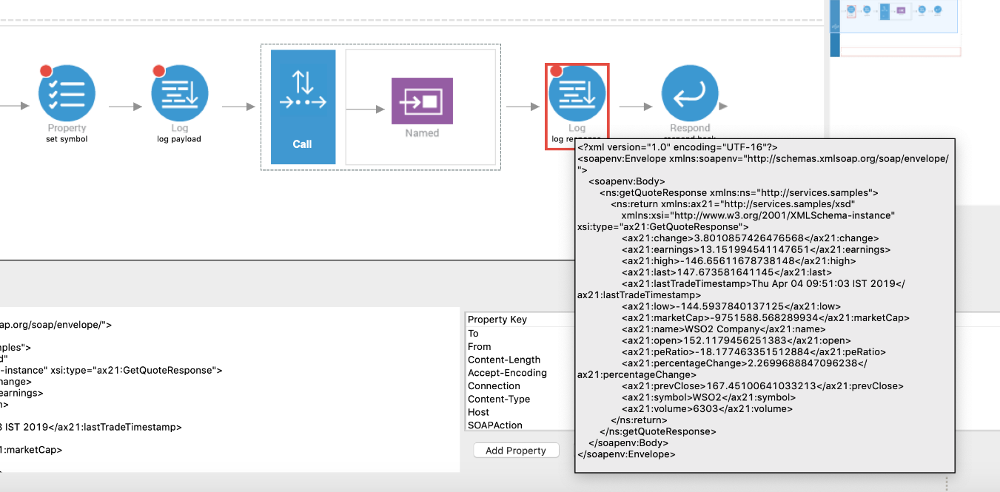 Property
set symbol
Log
log payload
Call
Named
Log
log response
Respond
<?xml version="1.0" encoding="UTF-16"?>
<soapenv:Envelope xmlns:soapenv="http://schemas.xmlsoap.org/soap/envelope/
">
<soapenv:Body>
<ns:getQuoteResponse xmlns:ns="http://services.samples">
<ns:return xmlns:ax21="http://services.samples/xsd"
xmlns:xsi="http://www.w3.org/2001/XMLSchema-instance"
xsi:type="ax21:GetQuoteResponse">
<ax21:change>3.8010857426476568</ax21:change>
<ax21:earnings>13.151994541147651</ax21:earnings>
<ax21:high>-146.65611678738148</ax21:high>
<ax21:last>147.673581641145</ax21:last>
<ax21:lastTradeTimestamp>Thu Apr 04 09:51:03 IST 2019</
ax21:lastTradeTimestamp>
<ax21:low>-144.5937840137125</ax21:low>
<ax21:marketCap>-9751588.568289934</ax21:marketCap>
<ax21:name>WSO2 Company</ax21:name>
<ax21:open>152.1179456251383</ax21:open>
<ax21:peRatio>-18.177463351512884</ax21:peRatio>
<ax21:percentageChange>2.2699688847096238</
ax21:percentageChange>
<ax21:prevClose>167.45100641033213</ax21:prevClose>
<ax21:symbol>WSO2</ax21:symbol>
<ax21:volume>6303</ax21:volume>
</ns:return>
</ns:getQuoteResponse>
</soapenv:Body>
</soapenv:Envelope>
ap.org/soap/envelope/">
nples">
d"
-instance" xsi:type="ax21:GetQuoteResponse">
hange>
earnings>
>
3 IST 2019</ax21:lastTradeTimestamp>
1:marketCap>
Property Key
To
From
Content-Length
Accept-Encoding
Connection
Content-Type
Host
SOAPAction
Add Property